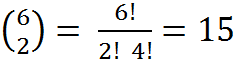 (6 2) = 6! / 2! 4! = 15